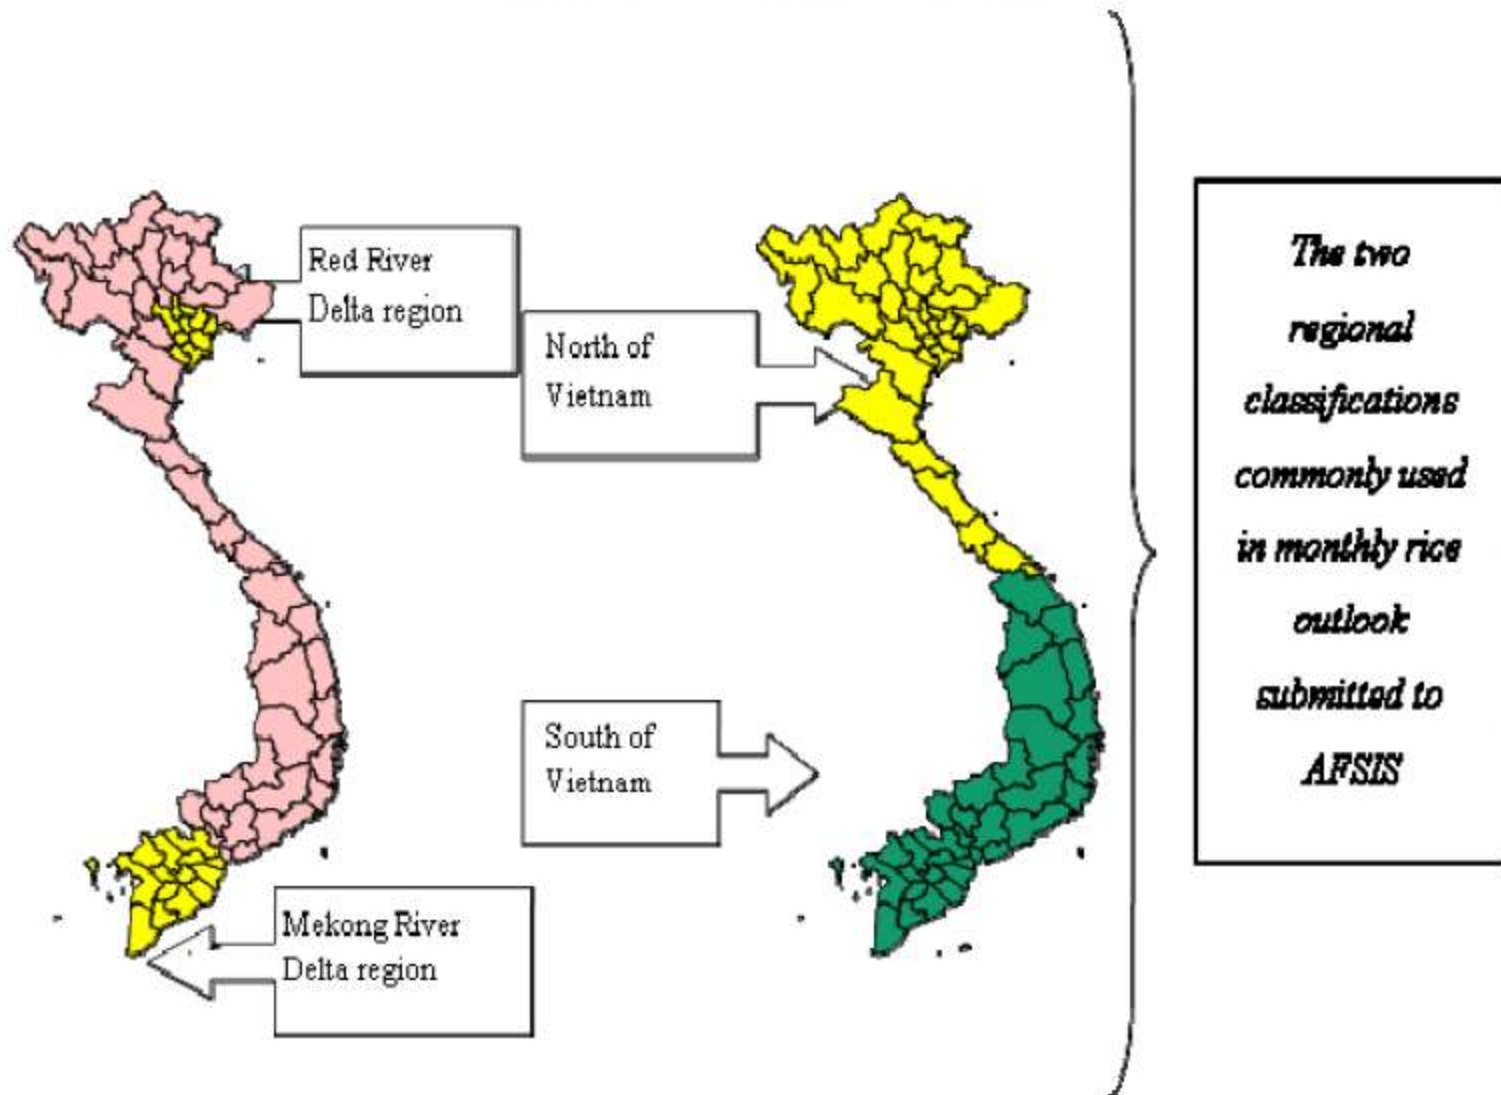 Red River
Delta region
North of
Vietnam
South of
Vietnam
Mekong River
Delta region
The two
regional
classifications
commonly used
in monthly rice
outlook
submitted to
AFSIS